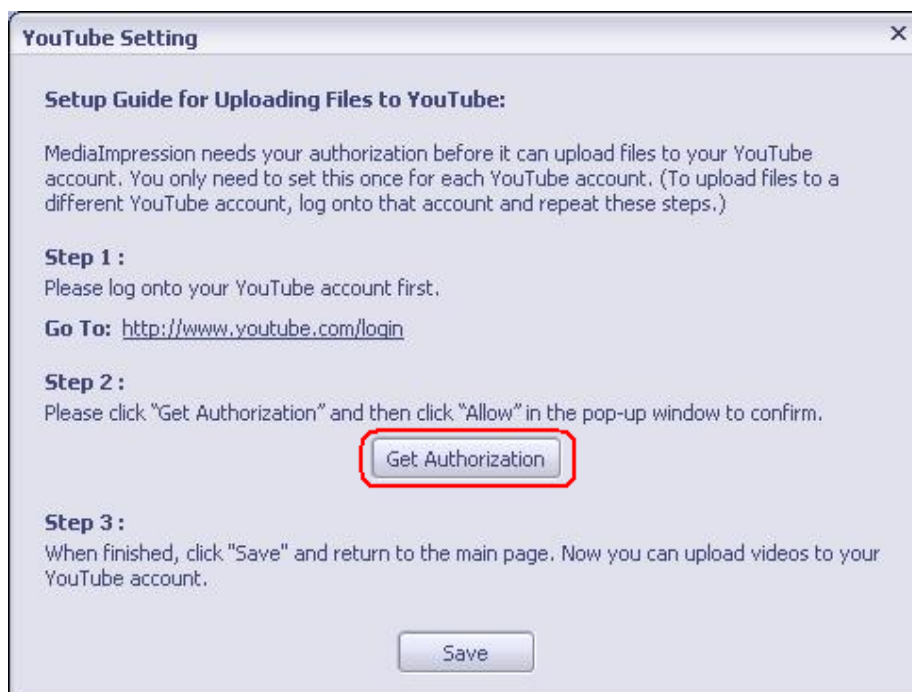 YouTube Setting
Setup Guide for Uploading Files to YouTube:
MediaImpression needs your authorization before it can upload files to your YouTube
account. You only need to set this once for each YouTube account. (To upload files to a
different YouTube account, log onto that account and repeat these steps.)
Step 1 :
Please log onto your YouTube account first.
Go To: http://www.youtube.com/login
Step 2 :
Please click “Get Authorization” and then click “Allow” in the pop-up window to confirm.
Get Authorization
Step 3 :
When finished, click "Save" and return to the main page. Now you can upload videos to your
YouTube account.
Save